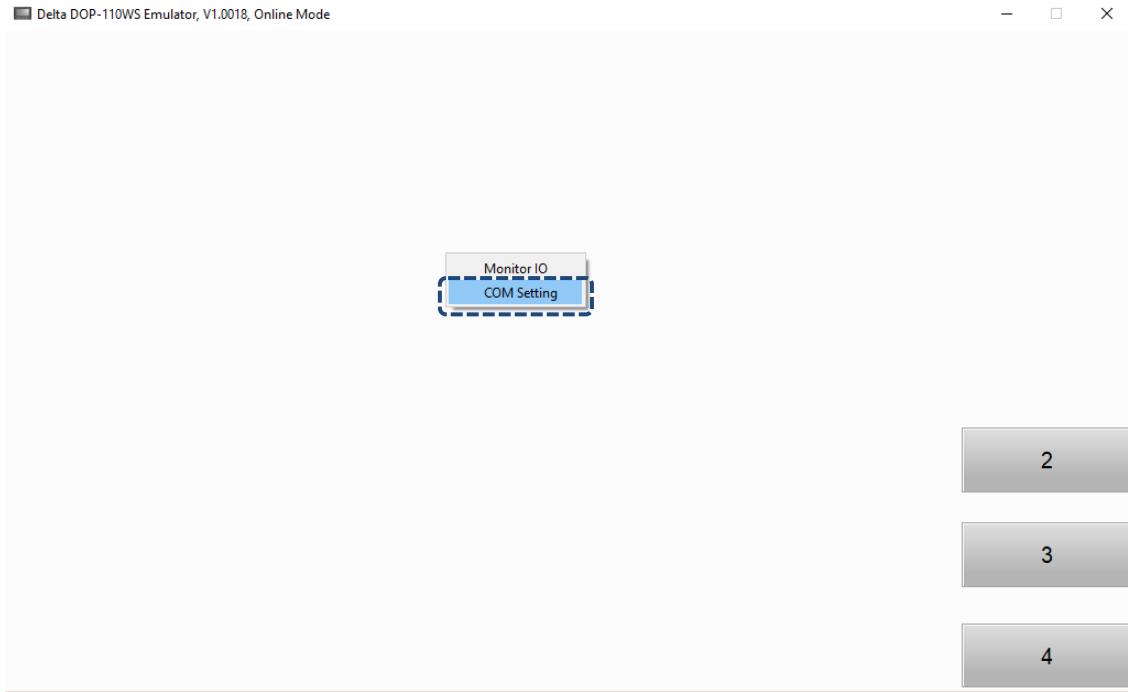 Delta DOP-110WS Emulator, V1.0018, Online Mode
Monitor IO
COM Setting
2
3
4